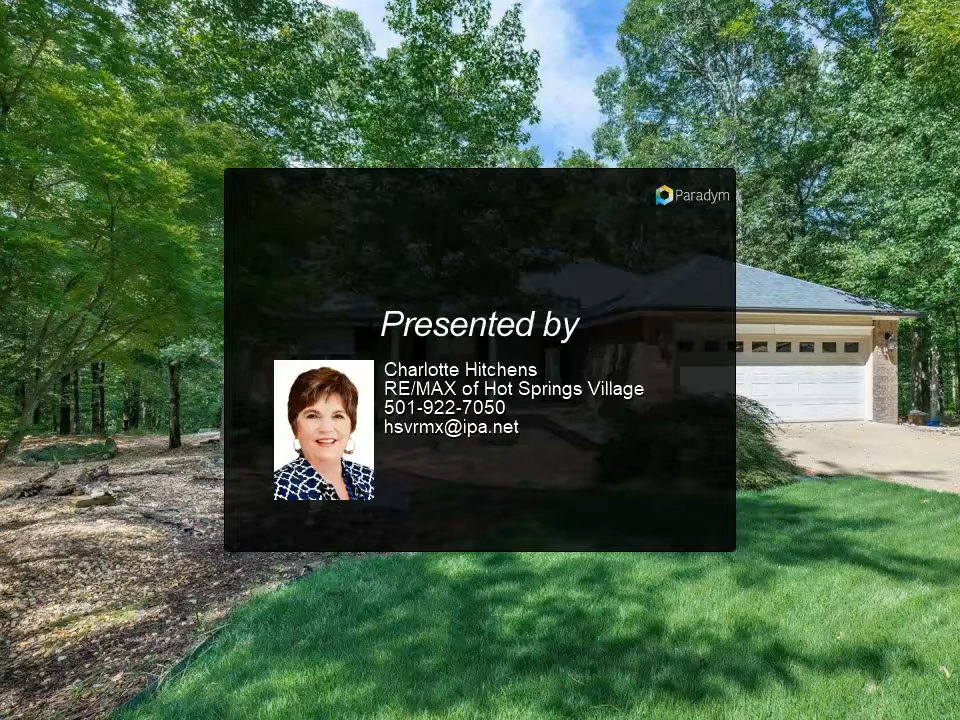 Paradym
Presented by
Charlotte Hitchens
RE/MAX of Hot Springs Village
501-922-7050
hsvrmx@ipa.net